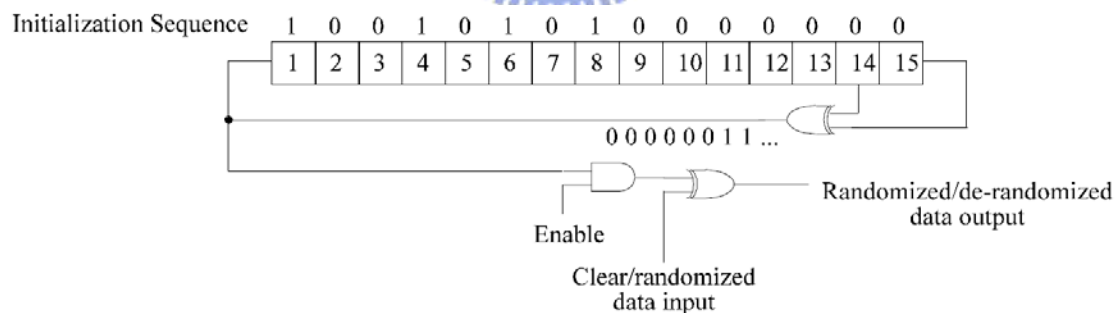 Initialization Sequence 1 0 0 1 0 1 0 1 0 0 0 0 0 0 0
1 2 3 4 5 6 7 8 9 10 11 12 13 14 15
0 0 0 0 0 0 1 1 ...
Enable
Randomized/de-randomized
data output
Clear/randomized
data input